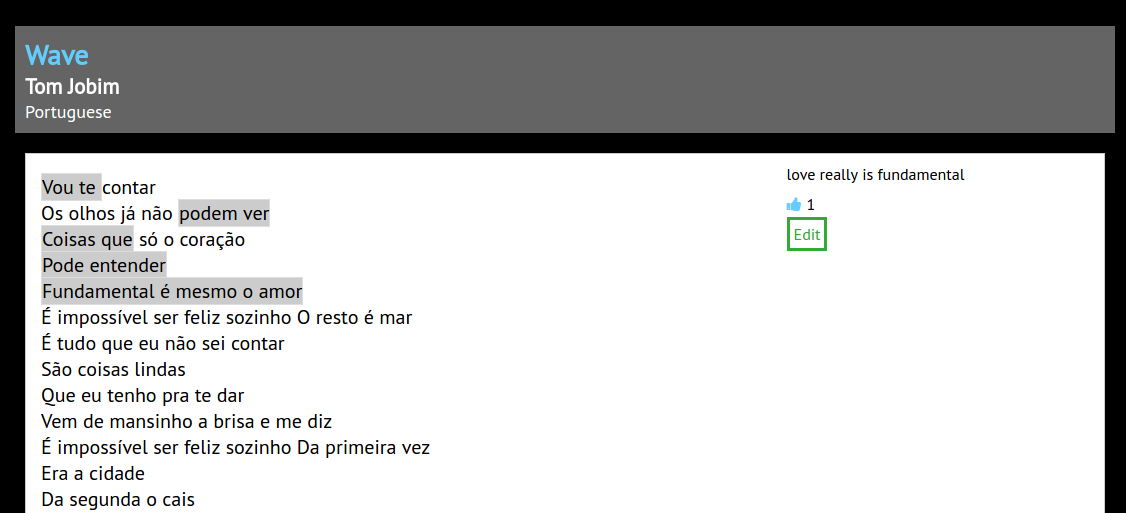 Wave
Tom Jobim
Portuguese
Vou te contar
Os olhos já não podem ver
Coisas que só o coração
Pode entender
Fundamental é mesmo o amor
É impossível ser feliz sozinho O resto é mar
É tudo que eu não sei contar
São coisas lindas
Que eu tenho pra te dar
Vem de mansinho a brisa e me diz
É impossível ser feliz sozinho Da primeira vez
Era a cidade
Da segunda o cais
love really is fundamental
1
Edit